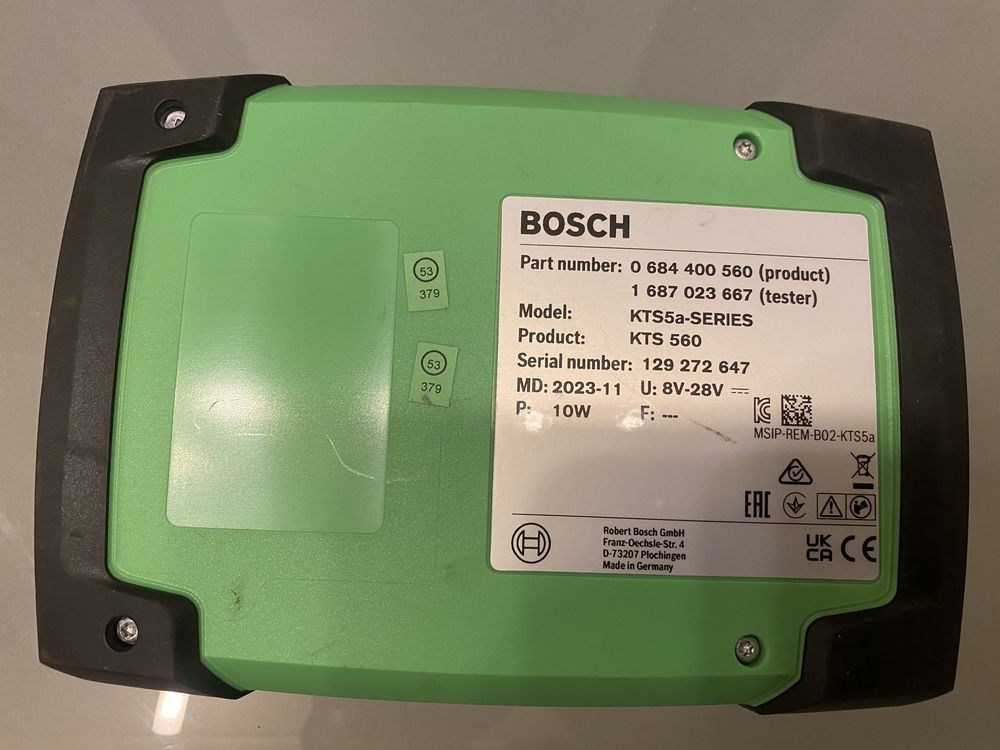 53
379
53
379
BOSCH
Part number: 0 684 400 560 (product)
1 687 023 667 (tester)
Model: KTS5a-SERIES
Product: KTS 560
Serial number: 129 272 647
MD: 2023-11 U: 8V-28V
P: 10W F: ---
MSIP-REM-B02-KTS5a
EAC
Robert Bosch GmbH
Franz-Oechsle-Str. 4
D-73207 Plochingen
Made in Germany
UK
CA CE